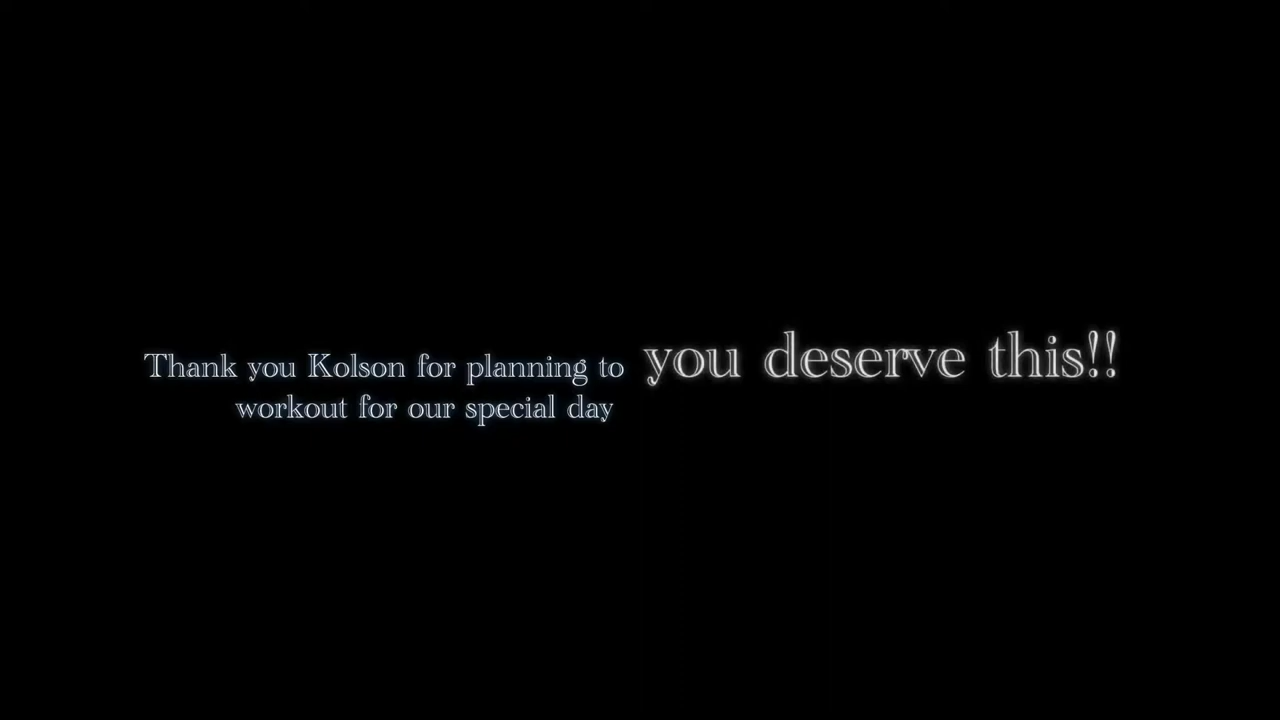 Thank you Kolson for planning to
workout for our special day
you deserve this!!